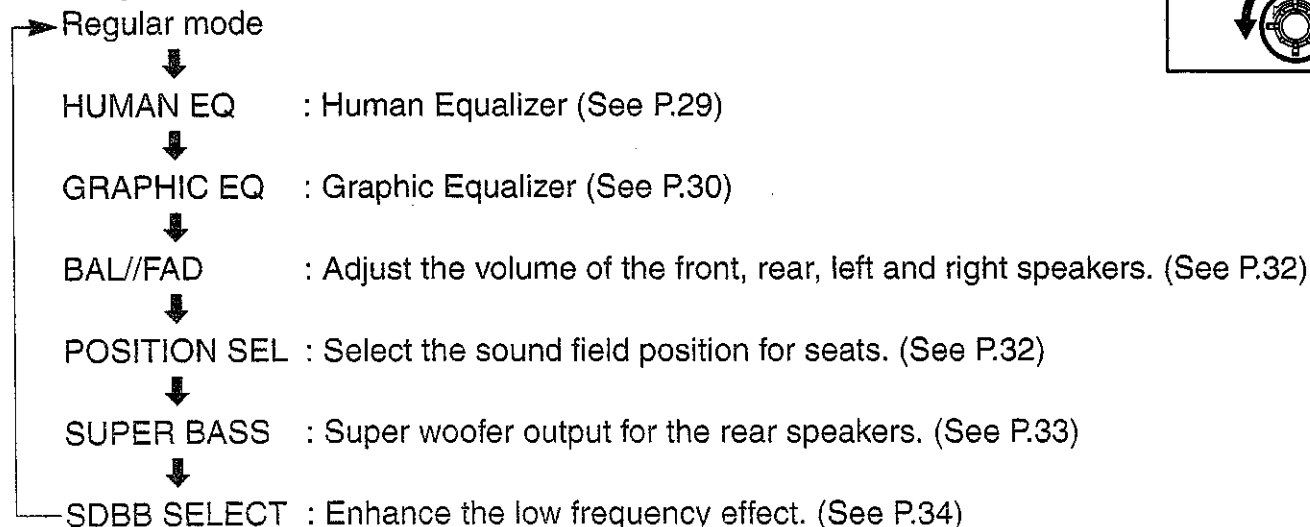 Regular mode
HUMAN EQ : Human Equalizer (See P.29)
GRAPHIC EQ : Graphic Equalizer (See P.30)
BAL//FAD : Adjust the volume of the front, rear, left and right speakers. (See P.32)
POSITION SEL : Select the sound field position for seats. (See P.32)
SUPER BASS : Super woofer output for the rear speakers. (See P.33)
SDBB SELECT : Enhance the low frequency effect. (See P.34)